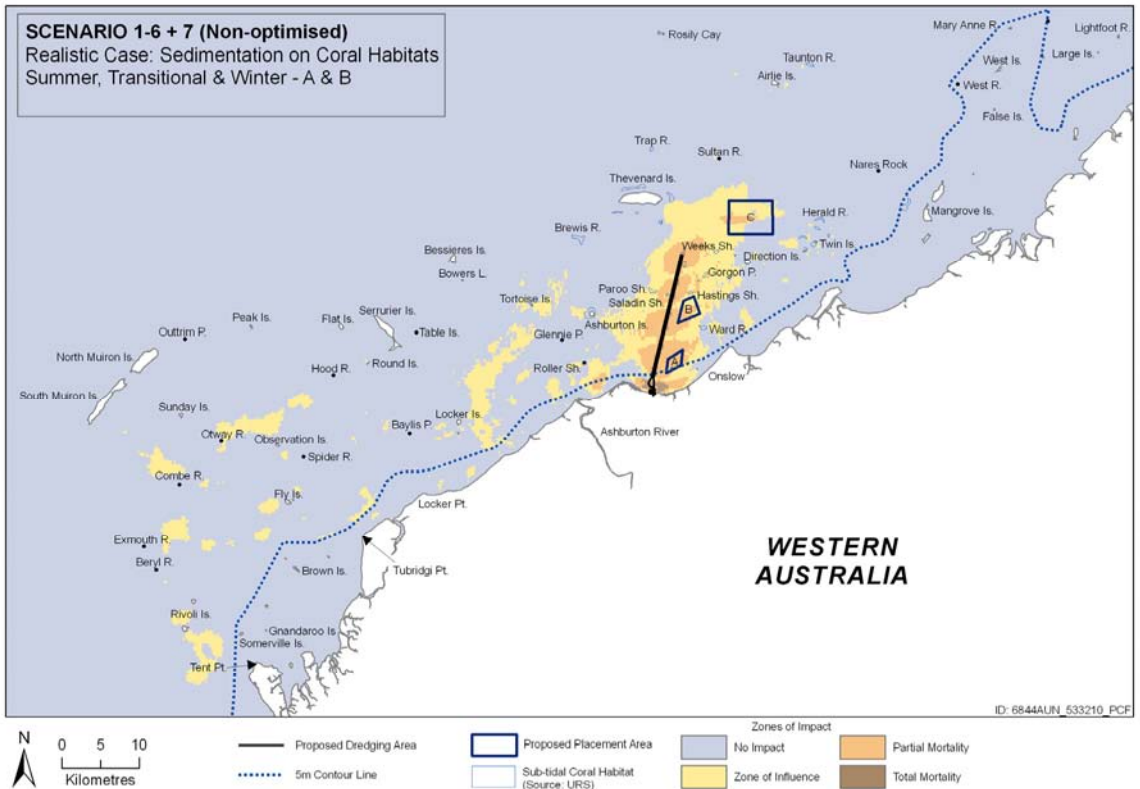 SCENARIO 1-6 + 7 (Non-optimised)
Realistic Case: Sedimentation on Coral Habitats
Summer, Transitional & Winter - A & B
Mary Anne R.
Lightfoot R.
Rosily Cay
Large Is.
Taunton R.
West Is.
Airlie Is.
West R.
False Is.
Trap R.
Sultan R.
Nares Rock
Thevenard Is.
C
Herald R.
Mangrove Is.
Brewis R.
Weeks Sh.
Twin Is.
Bessieres Is.
Direction Is.
Bowers L.
Gorgon P.
Paroo Sh.
Hastings Sh.
Tortoise Is.
Saladin Sh.
B
Serrurier Is.
Peak Is.
Flat Is.
Ashburton Is.
Ward R.
Outtrim P.
Table Is.
Glennie P.
North Muiron Is.
Round Is.
Roller Sh.
A
Hood R.
Onslow
South Muiron Is.
Sunday Is.
Locker Is.
Baylis P.
Otway R.
Observation Is.
Ashburton River
Spider R.
Combe R.
Fly Is.
Locker Pt.
Exmouth R.
WESTERN
AUSTRALIA
Beryl R.
Brown Is.
Tubridgi Pt.
Rivoli Is.
Gnandaroo Is.
Somerville Is.
Tent Pt.
ID: 6844AUN_533210_PCF
N
0 5 10
Kilometres
Proposed Dredging Area
5m Contour Line
Proposed Placement Area
Sub-tidal Coral Habitat
(Source: URS)
Zones of Impact
No Impact
Partial Mortality
Zone of Influence
Total Mortality